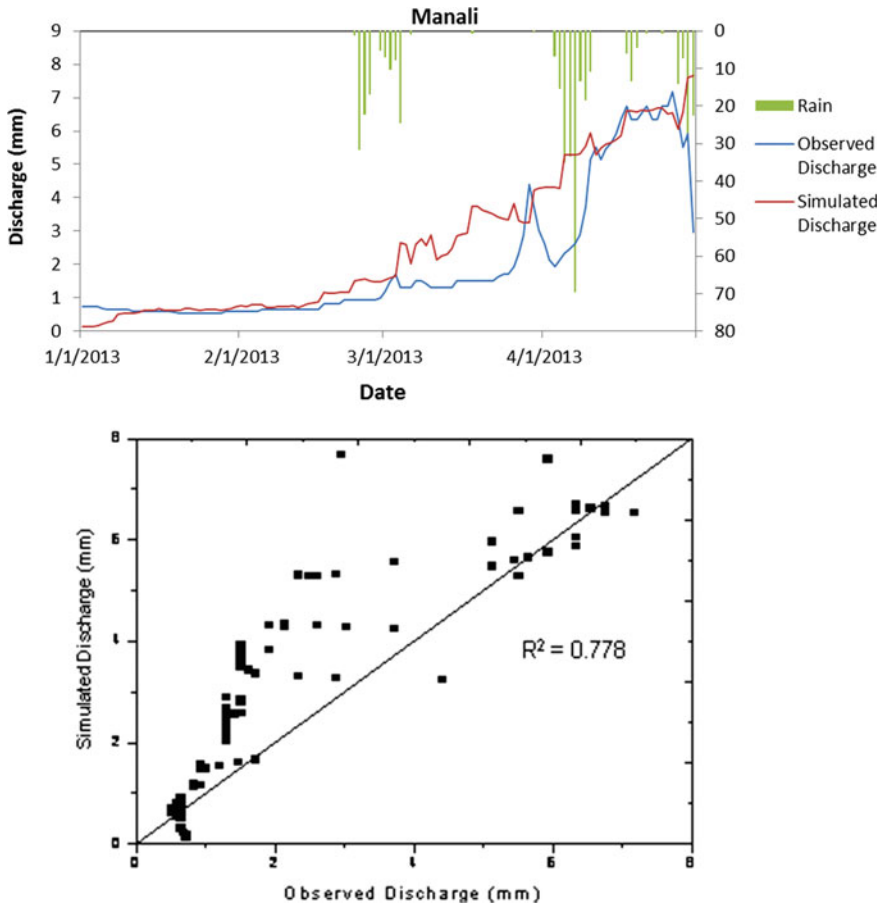 Manali
9 0
8 10
7 20
6 30
5 40
4 50
3 60
2 70
1
0 80
Discharge (mm)
1/1/2013 2/1/2013 3/1/2013 4/1/2013
Date
Rain
Observed
Discharge
Simulated
Discharge
8
6
4
2
0
Simulated Discharge (mm)
R² = 0.778
0 2 4 6 8
Observed Discharge (mm)